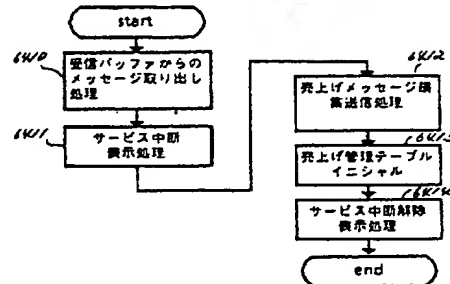 start
6410
受信バッファからの
メッセージ取り出し
処理
6411
サービス中断
表示処理
6412
売上げメッセージ編
集送信処理
6413
売上げ管理テーブル
イニシャル
6414
サービス中断解除
表示処理
end